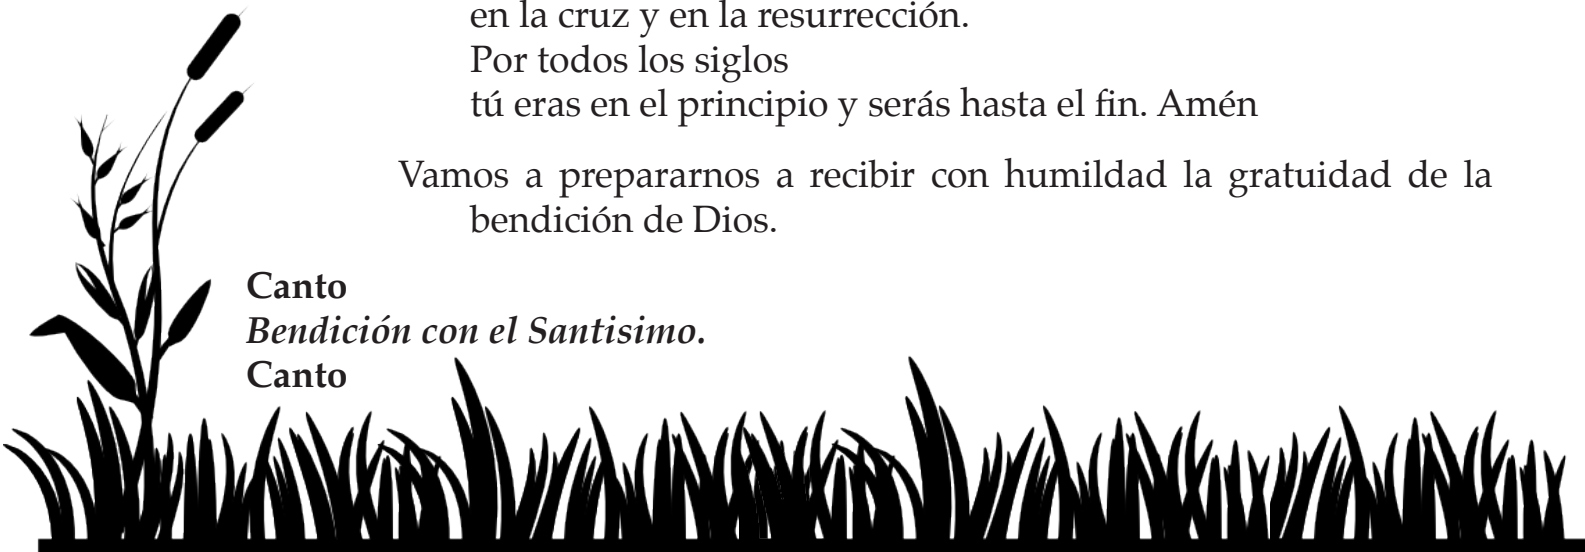 en la cruz y en la resurrección.
Por todos los siglos
tú eras en el principio y serás hasta el fin. Amén
Vamos a prepararnos a recibir con humildad la gratuidad de la
bendición de Dios.
Canto
Bendición con el Santisimo.
Canto